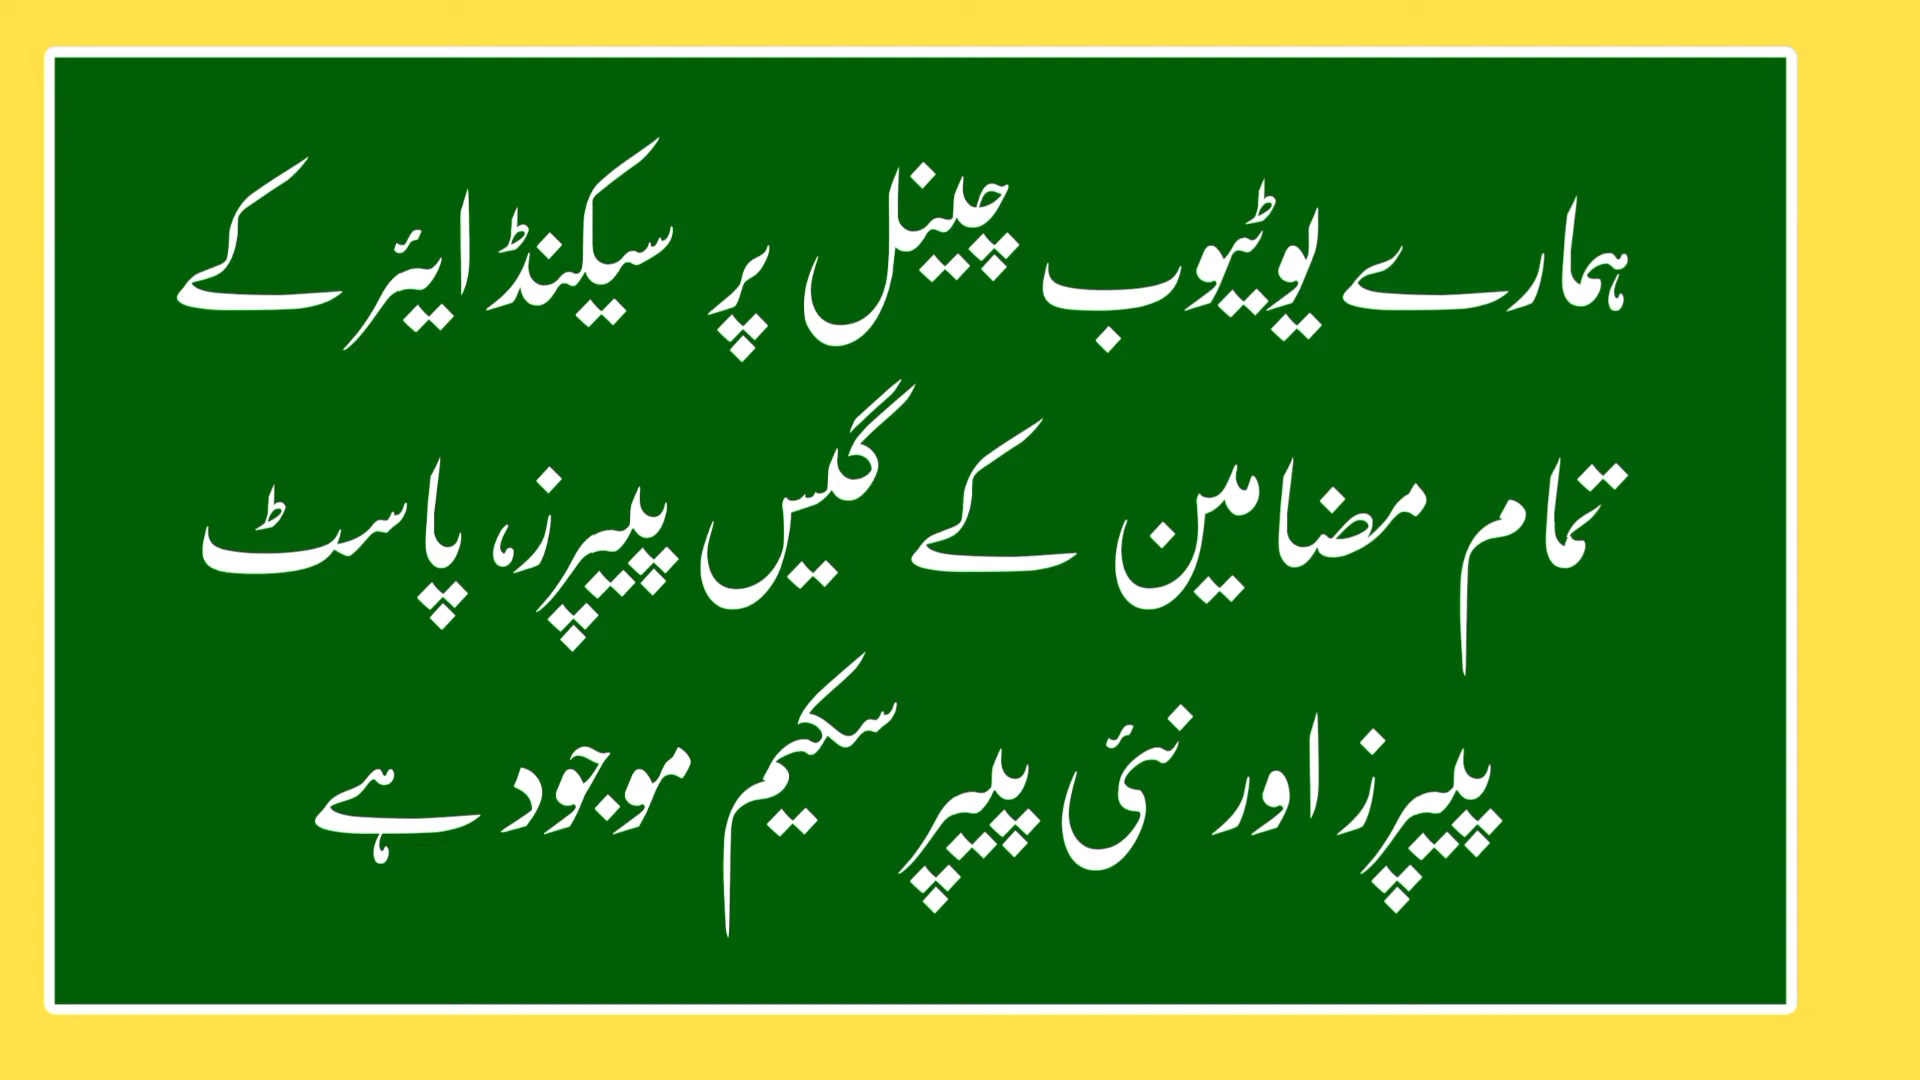 ہمارے یوٹیوب چینل پر سیکنڈ ایئر کے
تمام مضامین کے گیس پیپرز، پاسٹ
پیپرز اور نئی پیپر سکیم موجود ہے